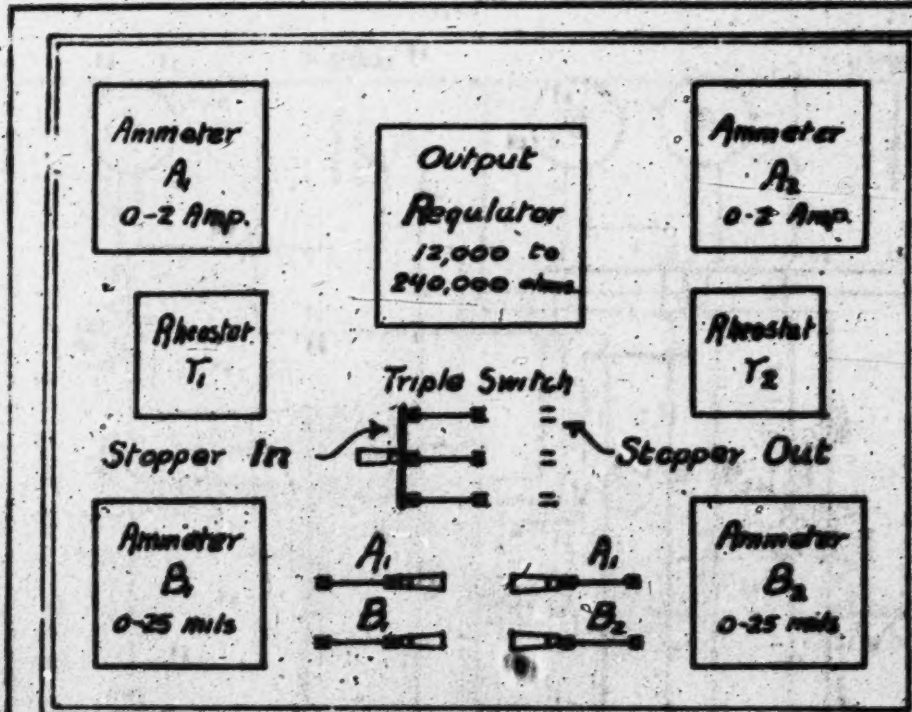 Ammeter
A1
0-2 Amp.
Output
Regulator
12,000 to
240,000 ohms
Ammeter
A2
0-2 Amp.
Rheostat
r1
Rheostat
r2
Triple Switch
Stopper In
Stopper Out
Ammeter
B1
0-25 mils
A1
B1
A1
B2
Ammeter
B2
0-25 mils